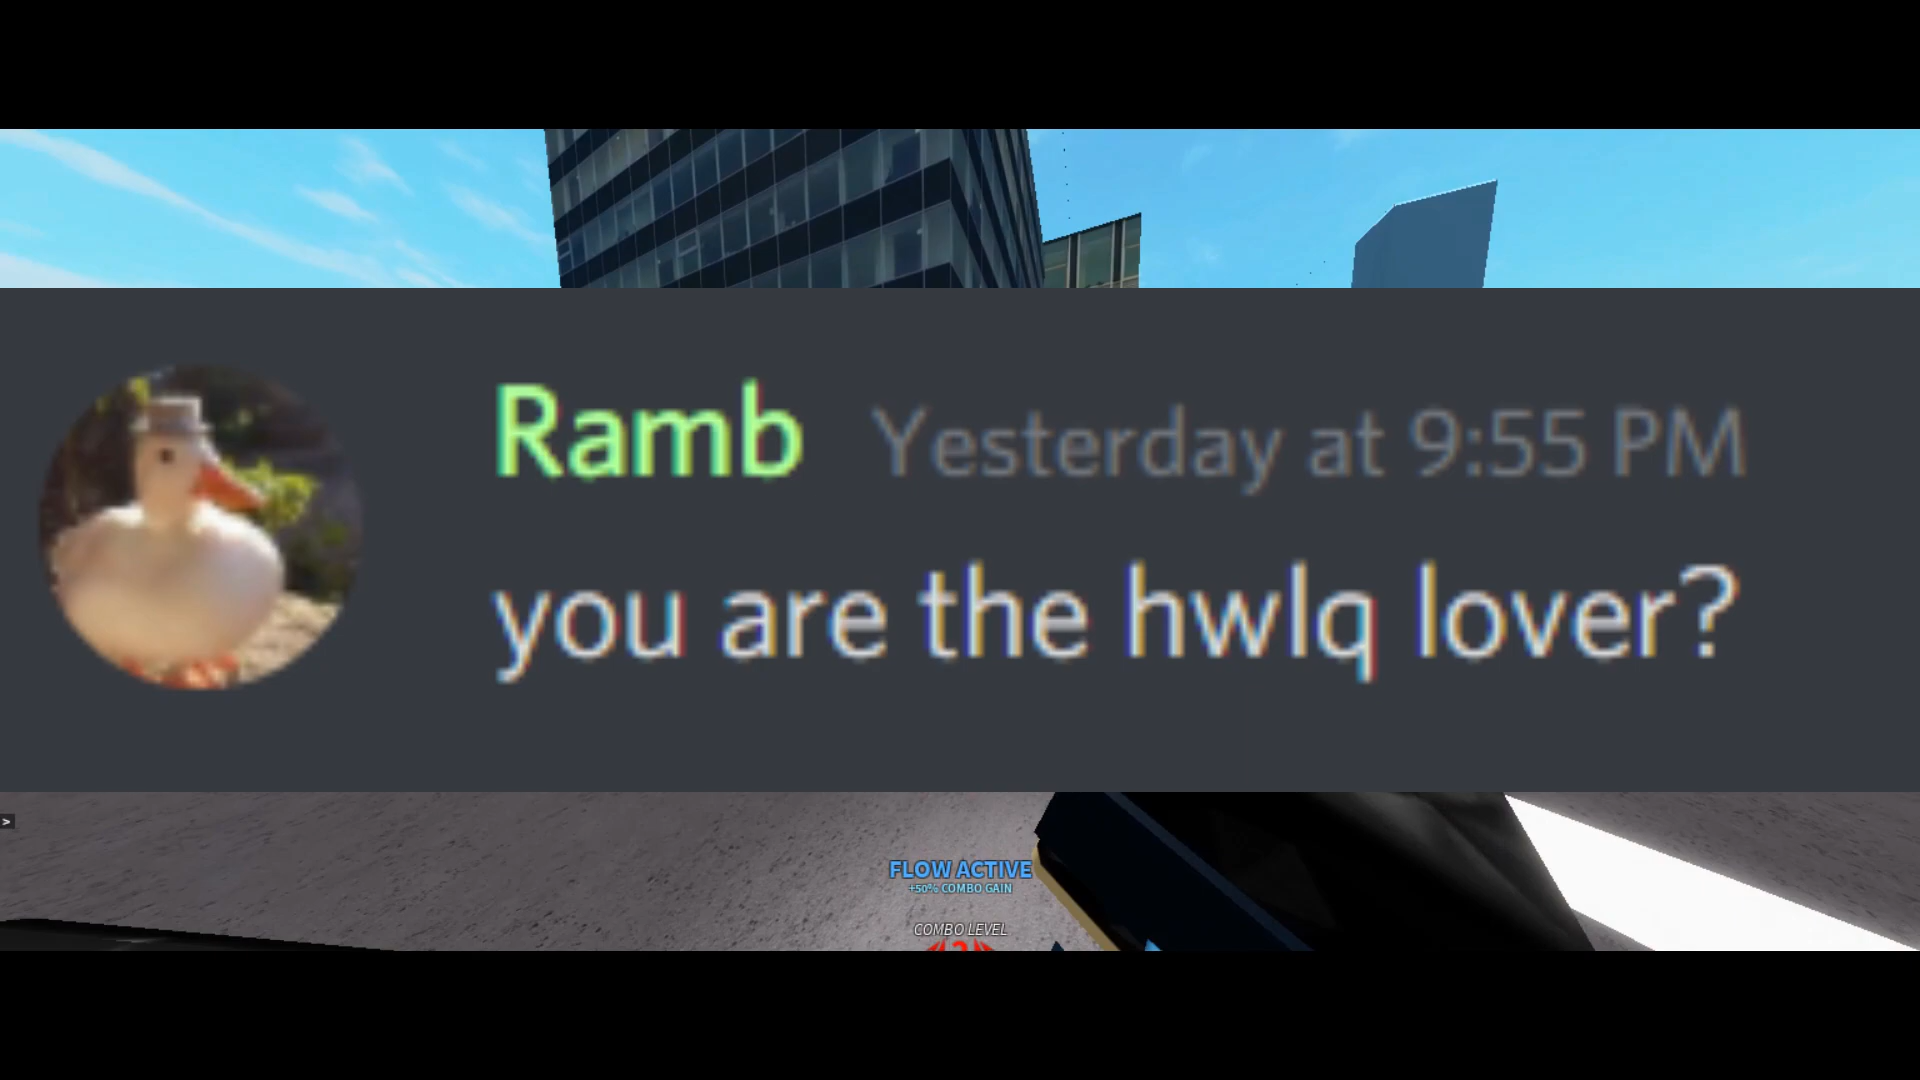 Ramb Yesterday at 9:55 PM
you are the hwlq lover?
>
FLOW ACTIVE
+50% COMBO GAIN
COMBO LEVEL